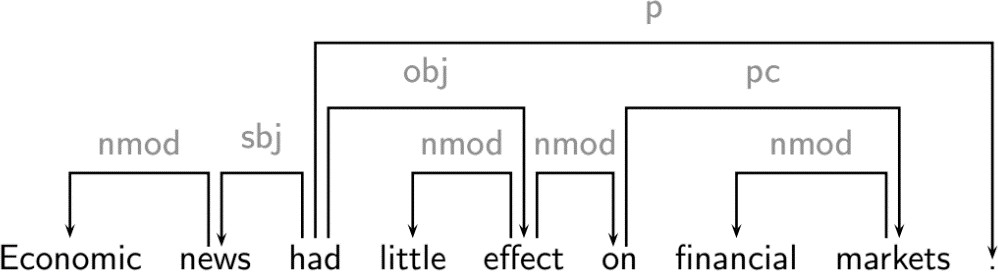 p
obj pc
nmod sbj nmod nmod nmod
Economic news had little effect on financial markets .